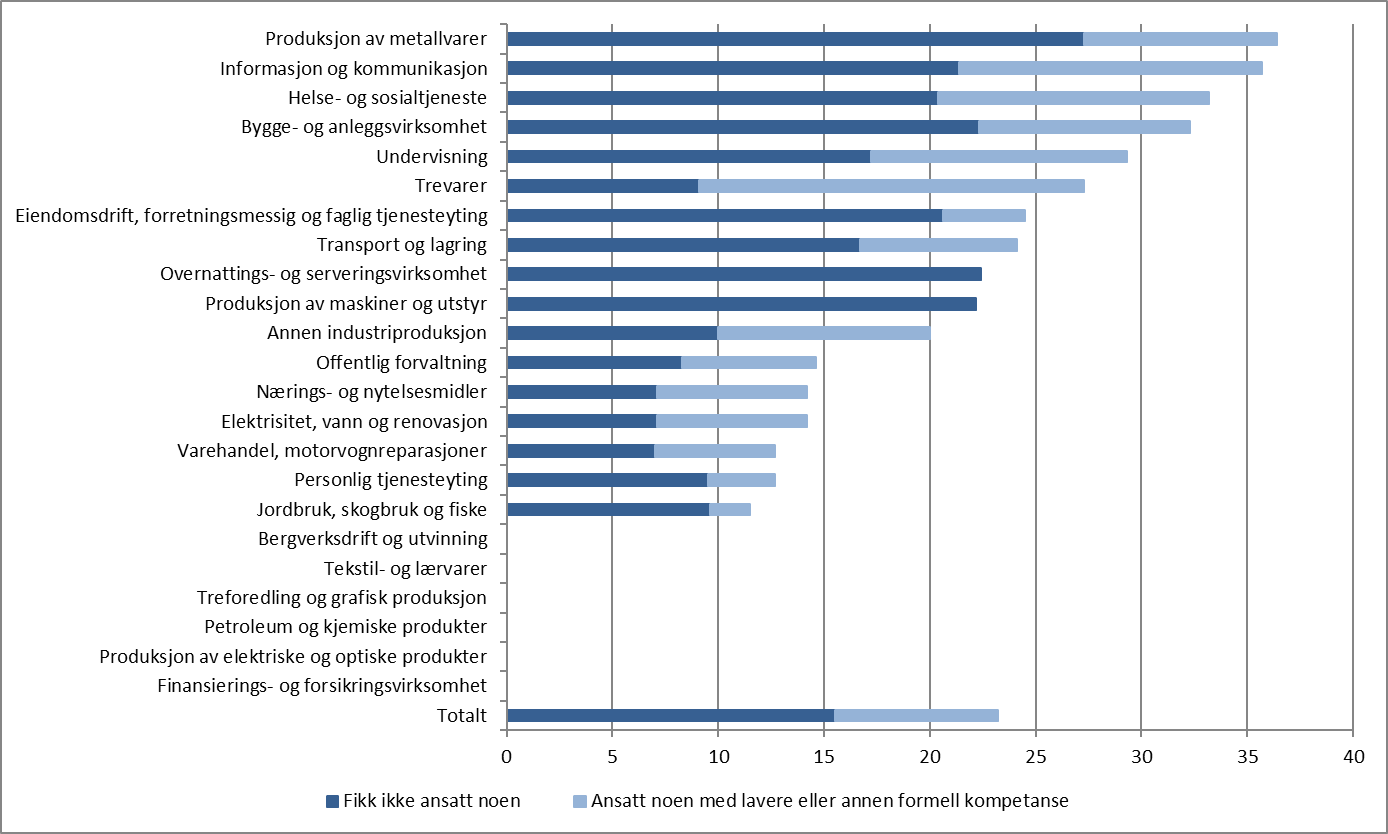 Produksjon av metallvarer
Informasjon og kommunikasjon
Helse- og sosialtjeneste
Bygge- og anleggsvirksomhet
Undervisning
Trevarer
Eiendomsdrift, forretningsmessig og faglig tjenesteyting
Transport og lagring
Overnattings- og serveringsvirksomhet
Produksjon av maskiner og utstyr
Annen industriproduksjon
Offentlig forvaltning
Nærings- og nytelsesmidler
Elektrisitet, vann og renovasjon
Varehandel, motorvognreparasjoner
Personlig tjenesteyting
Jordbruk, skogbruk og fiske
Bergverksdrift og utvinning
Tekstil- og lærvarer
Treforedling og grafisk produksjon
Petroleum og kjemiske produkter
Produksjon av elektriske og optiske produkter
Finansierings- og forsikringsvirksomhet
Totalt
0 5 10 15 20 25 30 35 40
Fikk ikke ansatt noen Ansatt noen med lavere eller annen formell kompetanse